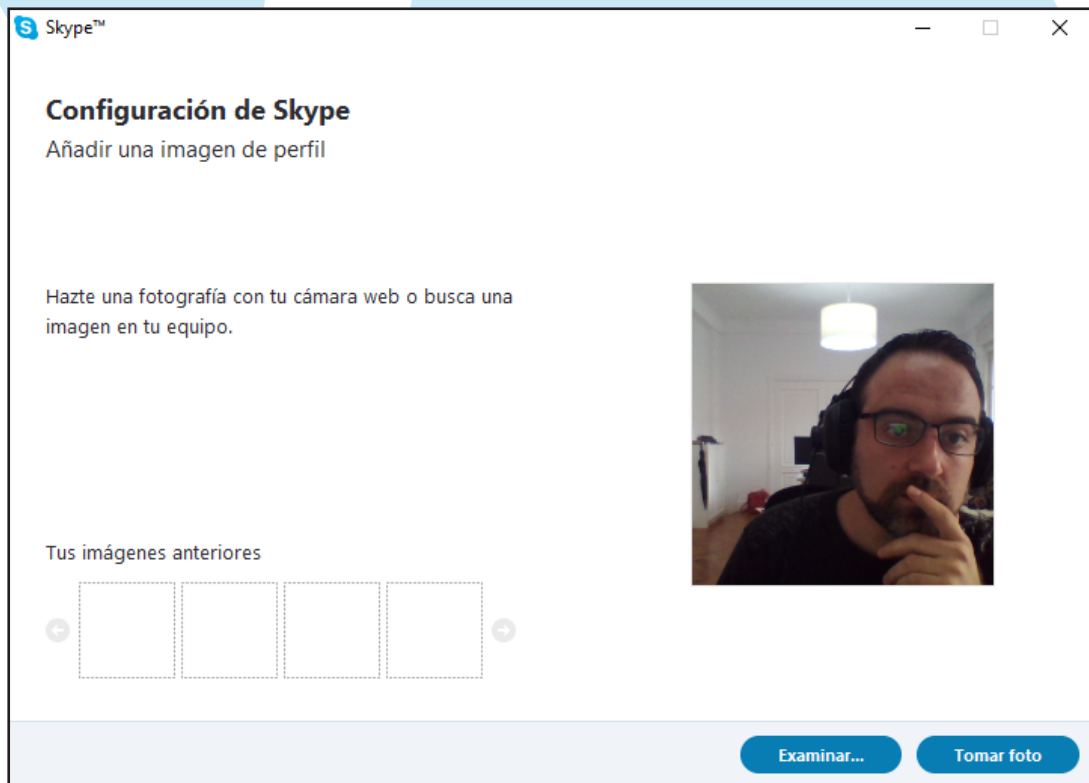 Skype™
Configuración de Skype
Añadir una imagen de perfil
Hazte una fotografía con tu cámara web o busca una
imagen en tu equipo.
Tus imágenes anteriores
Examinar...
Tomar foto